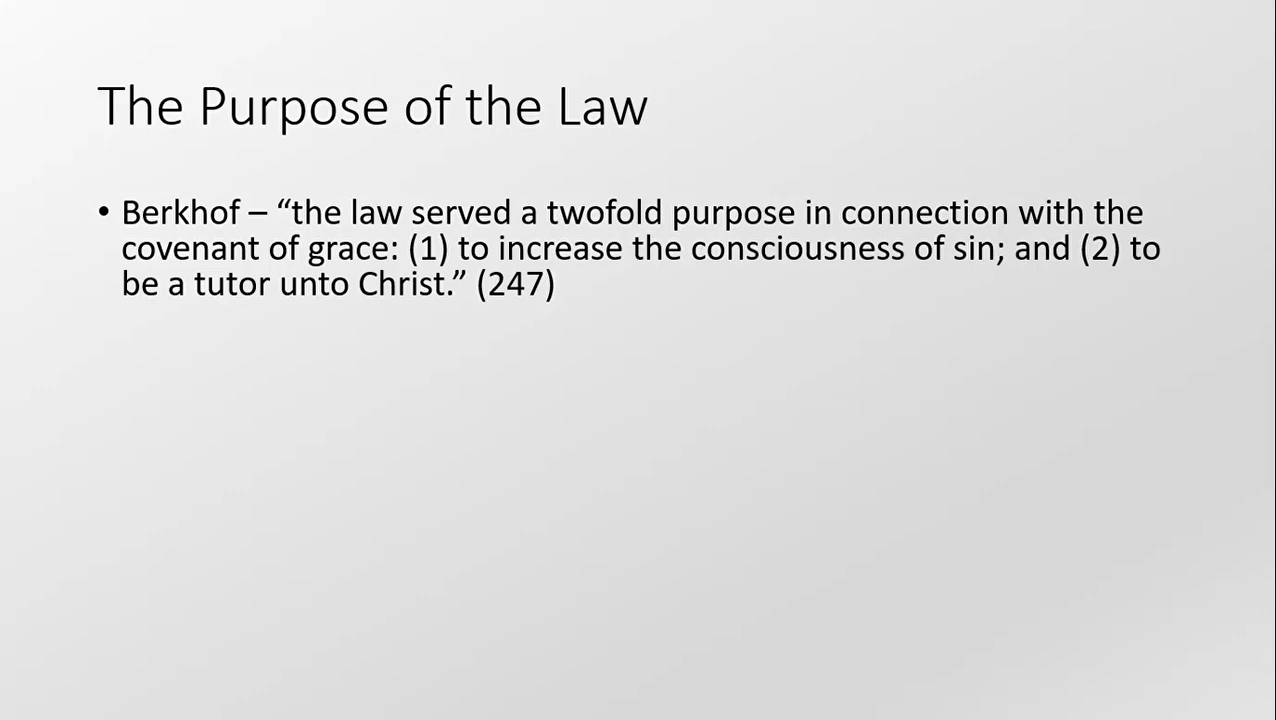 The Purpose of the Law
• Berkhof – “the law served a twofold purpose in connection with the
covenant of grace: (1) to increase the consciousness of sin; and (2) to
be a tutor unto Christ.” (247)